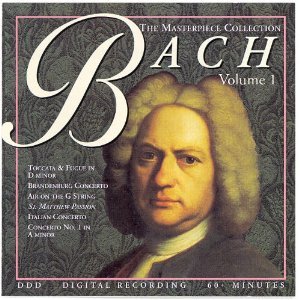 The Masterpiece Collection
BACH
Volume 1
Toccata & Fugue in
D minor
Brandenburg Concerto
Air on the G String
St. Matthew Passion
Italian Concerto
Concerto No. 1 in
A minor
DDD DIGITAL RECORDING 60+ MINUTES